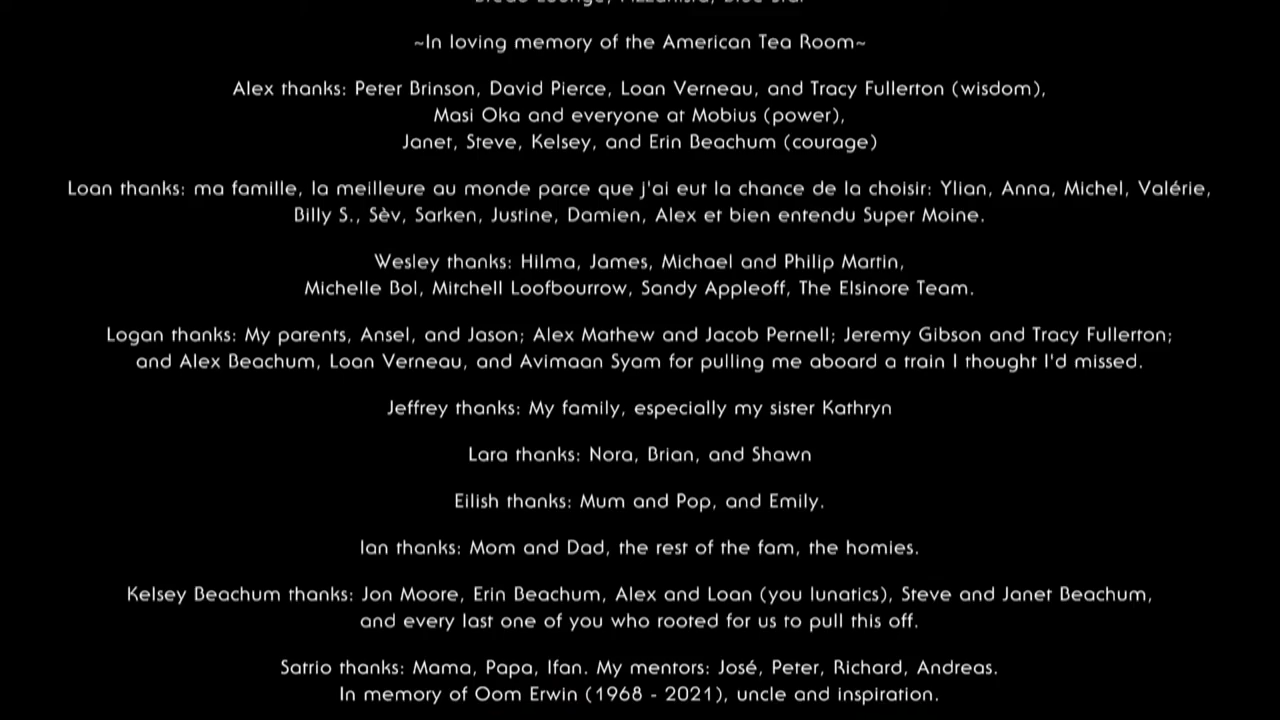 ~In loving memory of the American Tea Room~
Alex thanks: Peter Brinson, David Pierce, Loan Verneau, and Tracy Fullerton (wisdom),
Masi Oka and everyone at Mobius (power),
Janet, Steve, Kelsey, and Erin Beachum (courage)
Loan thanks: ma famille, la meilleure au monde parce que j'ai eut la chance de la choisir: Ylian, Anna, Michel, Valérie,
Billy S., Sèv, Sarken, Justine, Damien, Alex et bien entendu Super Moine.
Wesley thanks: Hilma, James, Michael and Philip Martin,
Michelle Bol, Mitchell Loofbourrow, Sandy Appleoff, The Elsinore Team.
Logan thanks: My parents, Ansel, and Jason; Alex Mathew and Jacob Pernell; Jeremy Gibson and Tracy Fullerton;
and Alex Beachum, Loan Verneau, and Avimaan Syam for pulling me aboard a train I thought I'd missed.
Jeffrey thanks: My family, especially my sister Kathryn
Lara thanks: Nora, Brian, and Shawn
Eilish thanks: Mum and Pop, and Emily.
Ian thanks: Mom and Dad, the rest of the fam, the homies.
Kelsey Beachum thanks: Jon Moore, Erin Beachum, Alex and Loan (you lunatics), Steve and Janet Beachum,
and every last one of you who rooted for us to pull this off.
Satrio thanks: Mama, Papa, Ifan. My mentors: José, Peter, Richard, Andreas.
In memory of Oom Erwin (1968 - 2021), uncle and inspiration.